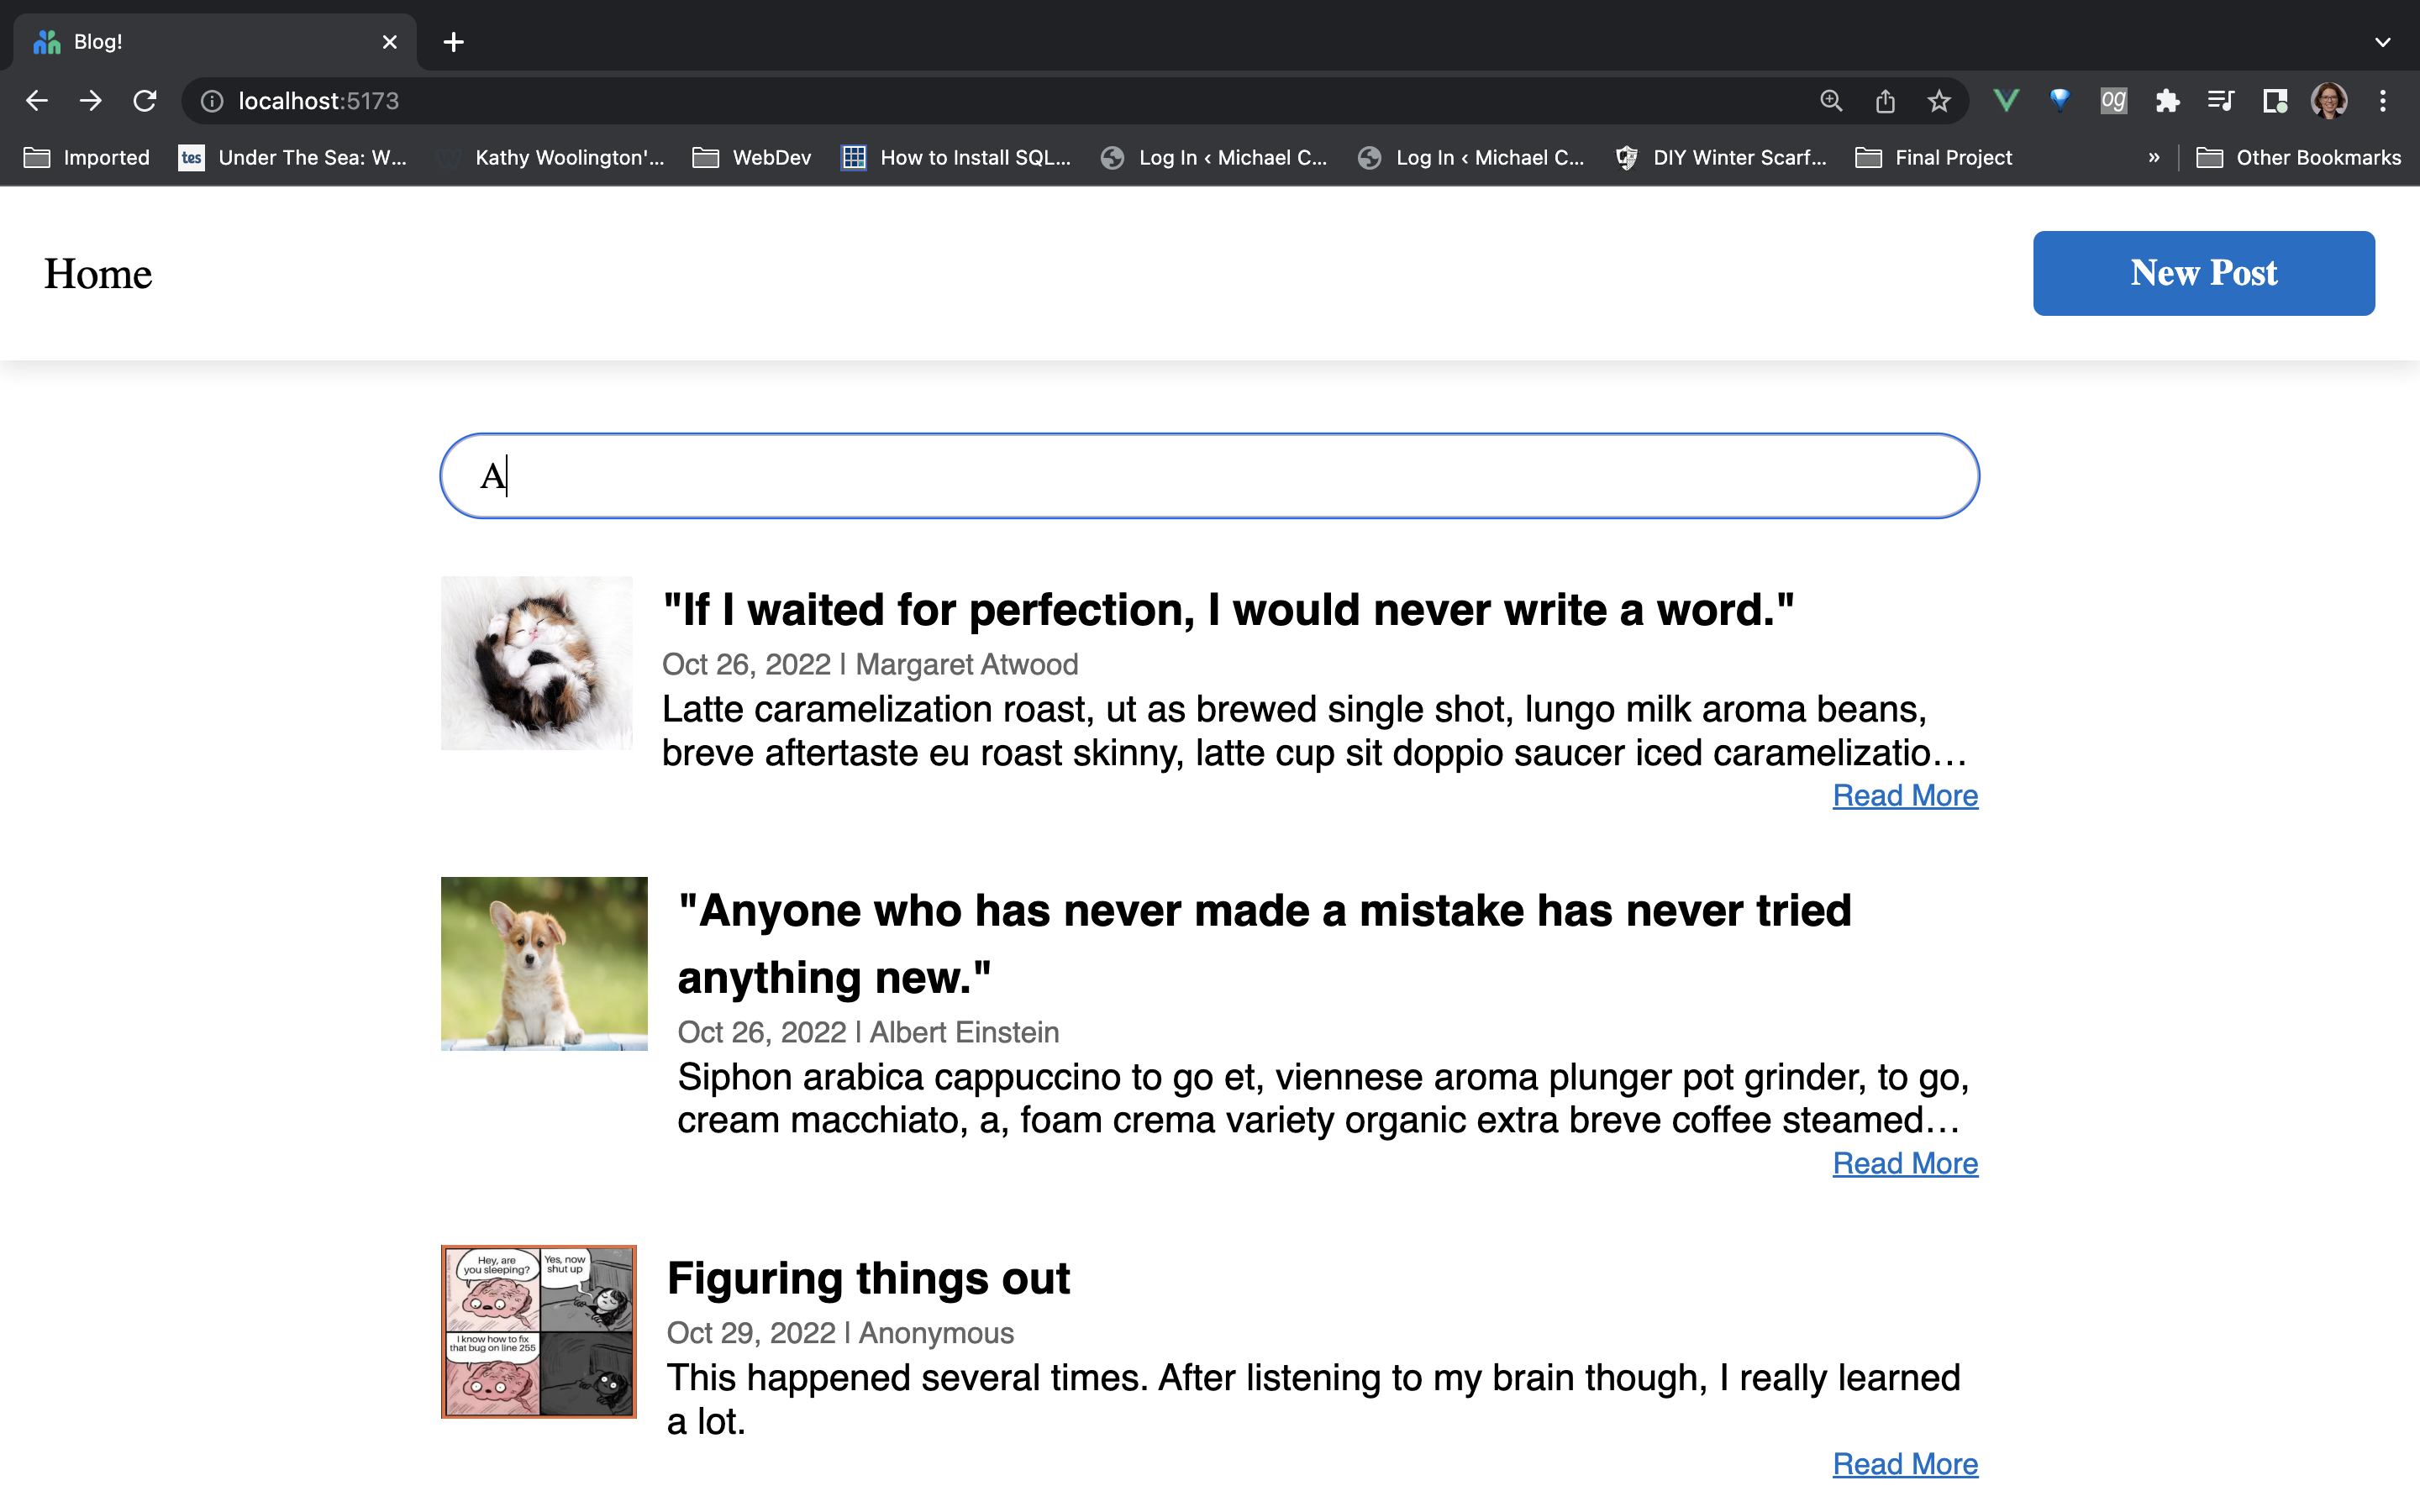 Blog!
localhost:5173
og
Imported
tes Under The Sea: W...
Kathy Woolington'...
WebDev
How to Install SQL...
Log In ‹ Michael C...
Log In ‹ Michael C...
DIY Winter Scarf...
Final Project
»
Other Bookmarks
Home
New Post
A
"If I waited for perfection, I would never write a word."
Oct 26, 2022 | Margaret Atwood
Latte caramelization roast, ut as brewed single shot, lungo milk aroma beans,
breve aftertaste eu roast skinny, latte cup sit doppio saucer iced caramelizatio...
Read More
"Anyone who has never made a mistake has never tried
anything new."
Oct 26, 2022 | Albert Einstein
Siphon arabica cappuccino to go et, viennese aroma plunger pot grinder, to go,
cream macchiato, a, foam crema variety organic extra breve coffee steamed...
Read More
Hey, are
you sleeping?
Yes, now
shut up
I know how to fix
that bug on line 255
Figuring things out
Oct 29, 2022 | Anonymous
This happened several times. After listening to my brain though, I really learned
a lot.
Read More